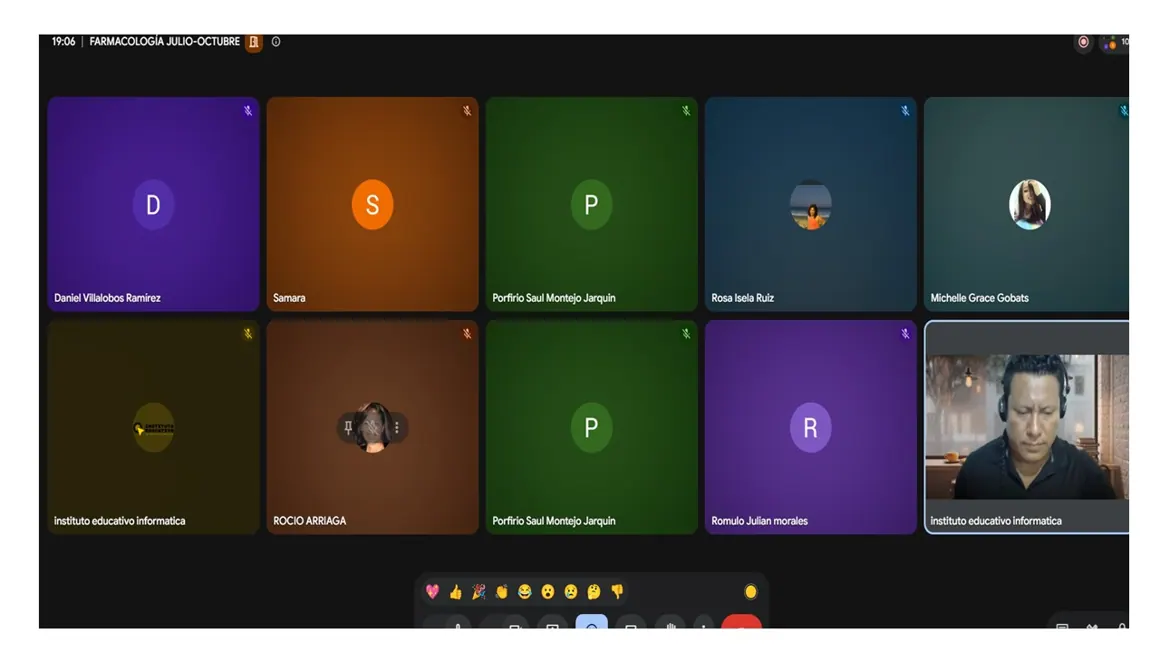 19:06 | FARMACOLOGÍA JULIO-OCTUBRE
10
D
S
P
Daniel Villalobos Ramirez
Samara
Porfirio Saul Montejo Jarquin
Rosa Isela Ruiz
Michelle Grace Gobats
P
R
instituto educativo informatica
ROCIO ARRIAGA
Porfirio Saul Montejo Jarquin
Romulo Julian morales
instituto educativo informatica